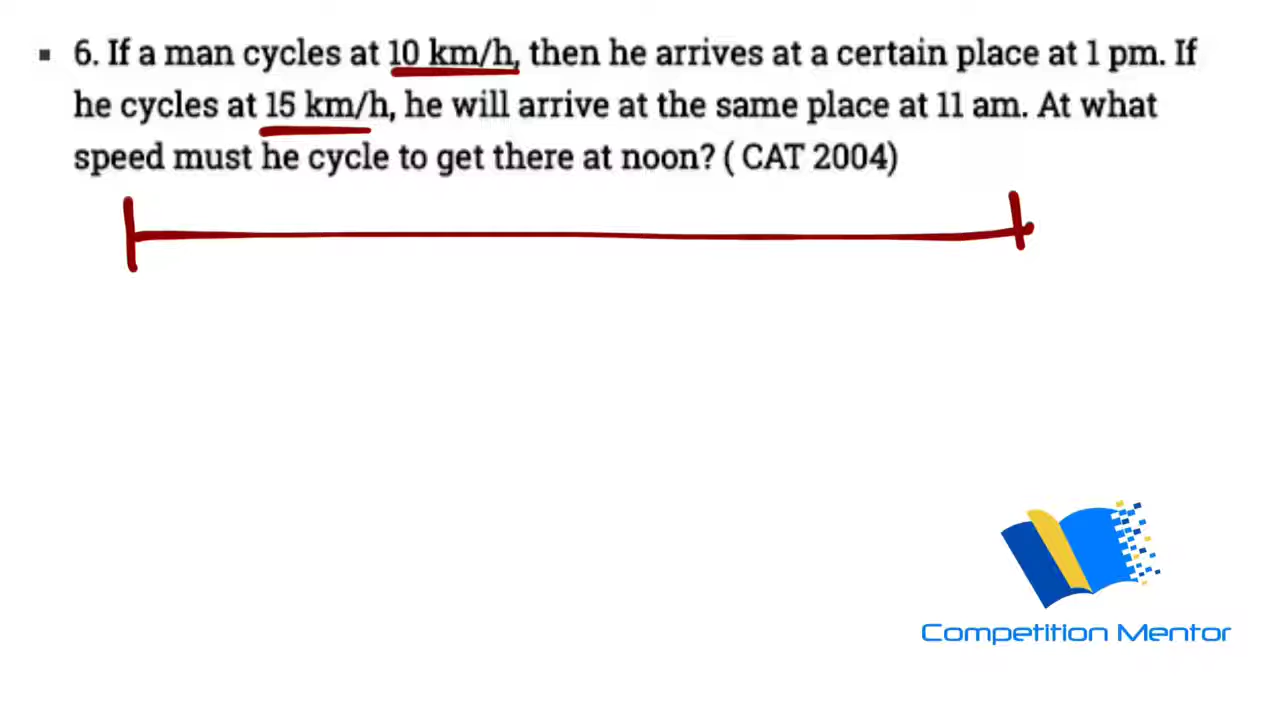 ▪ 6. If a man cycles at 10 km/h, then he arrives at a certain place at 1 pm. If
he cycles at 15 km/h, he will arrive at the same place at 11 am. At what
speed must he cycle to get there at noon? ( CAT 2004)
Competition Mentor